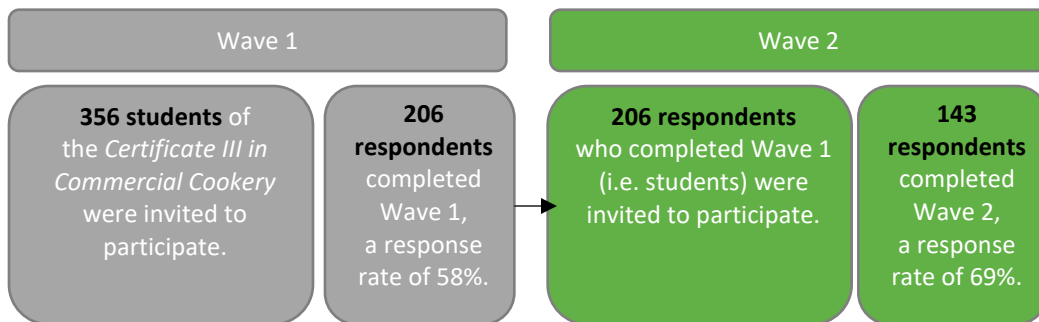 Wave 1
356 students of
the Certificate III in
Commercial Cookery
were invited to
participate.
206
respondents
completed
Wave 1,
a response
rate of 58%.
Wave 2
206 respondents
who completed Wave 1
(i.e. students) were
invited to participate.
143
respondents
completed
Wave 2,
a response
rate of 69%.